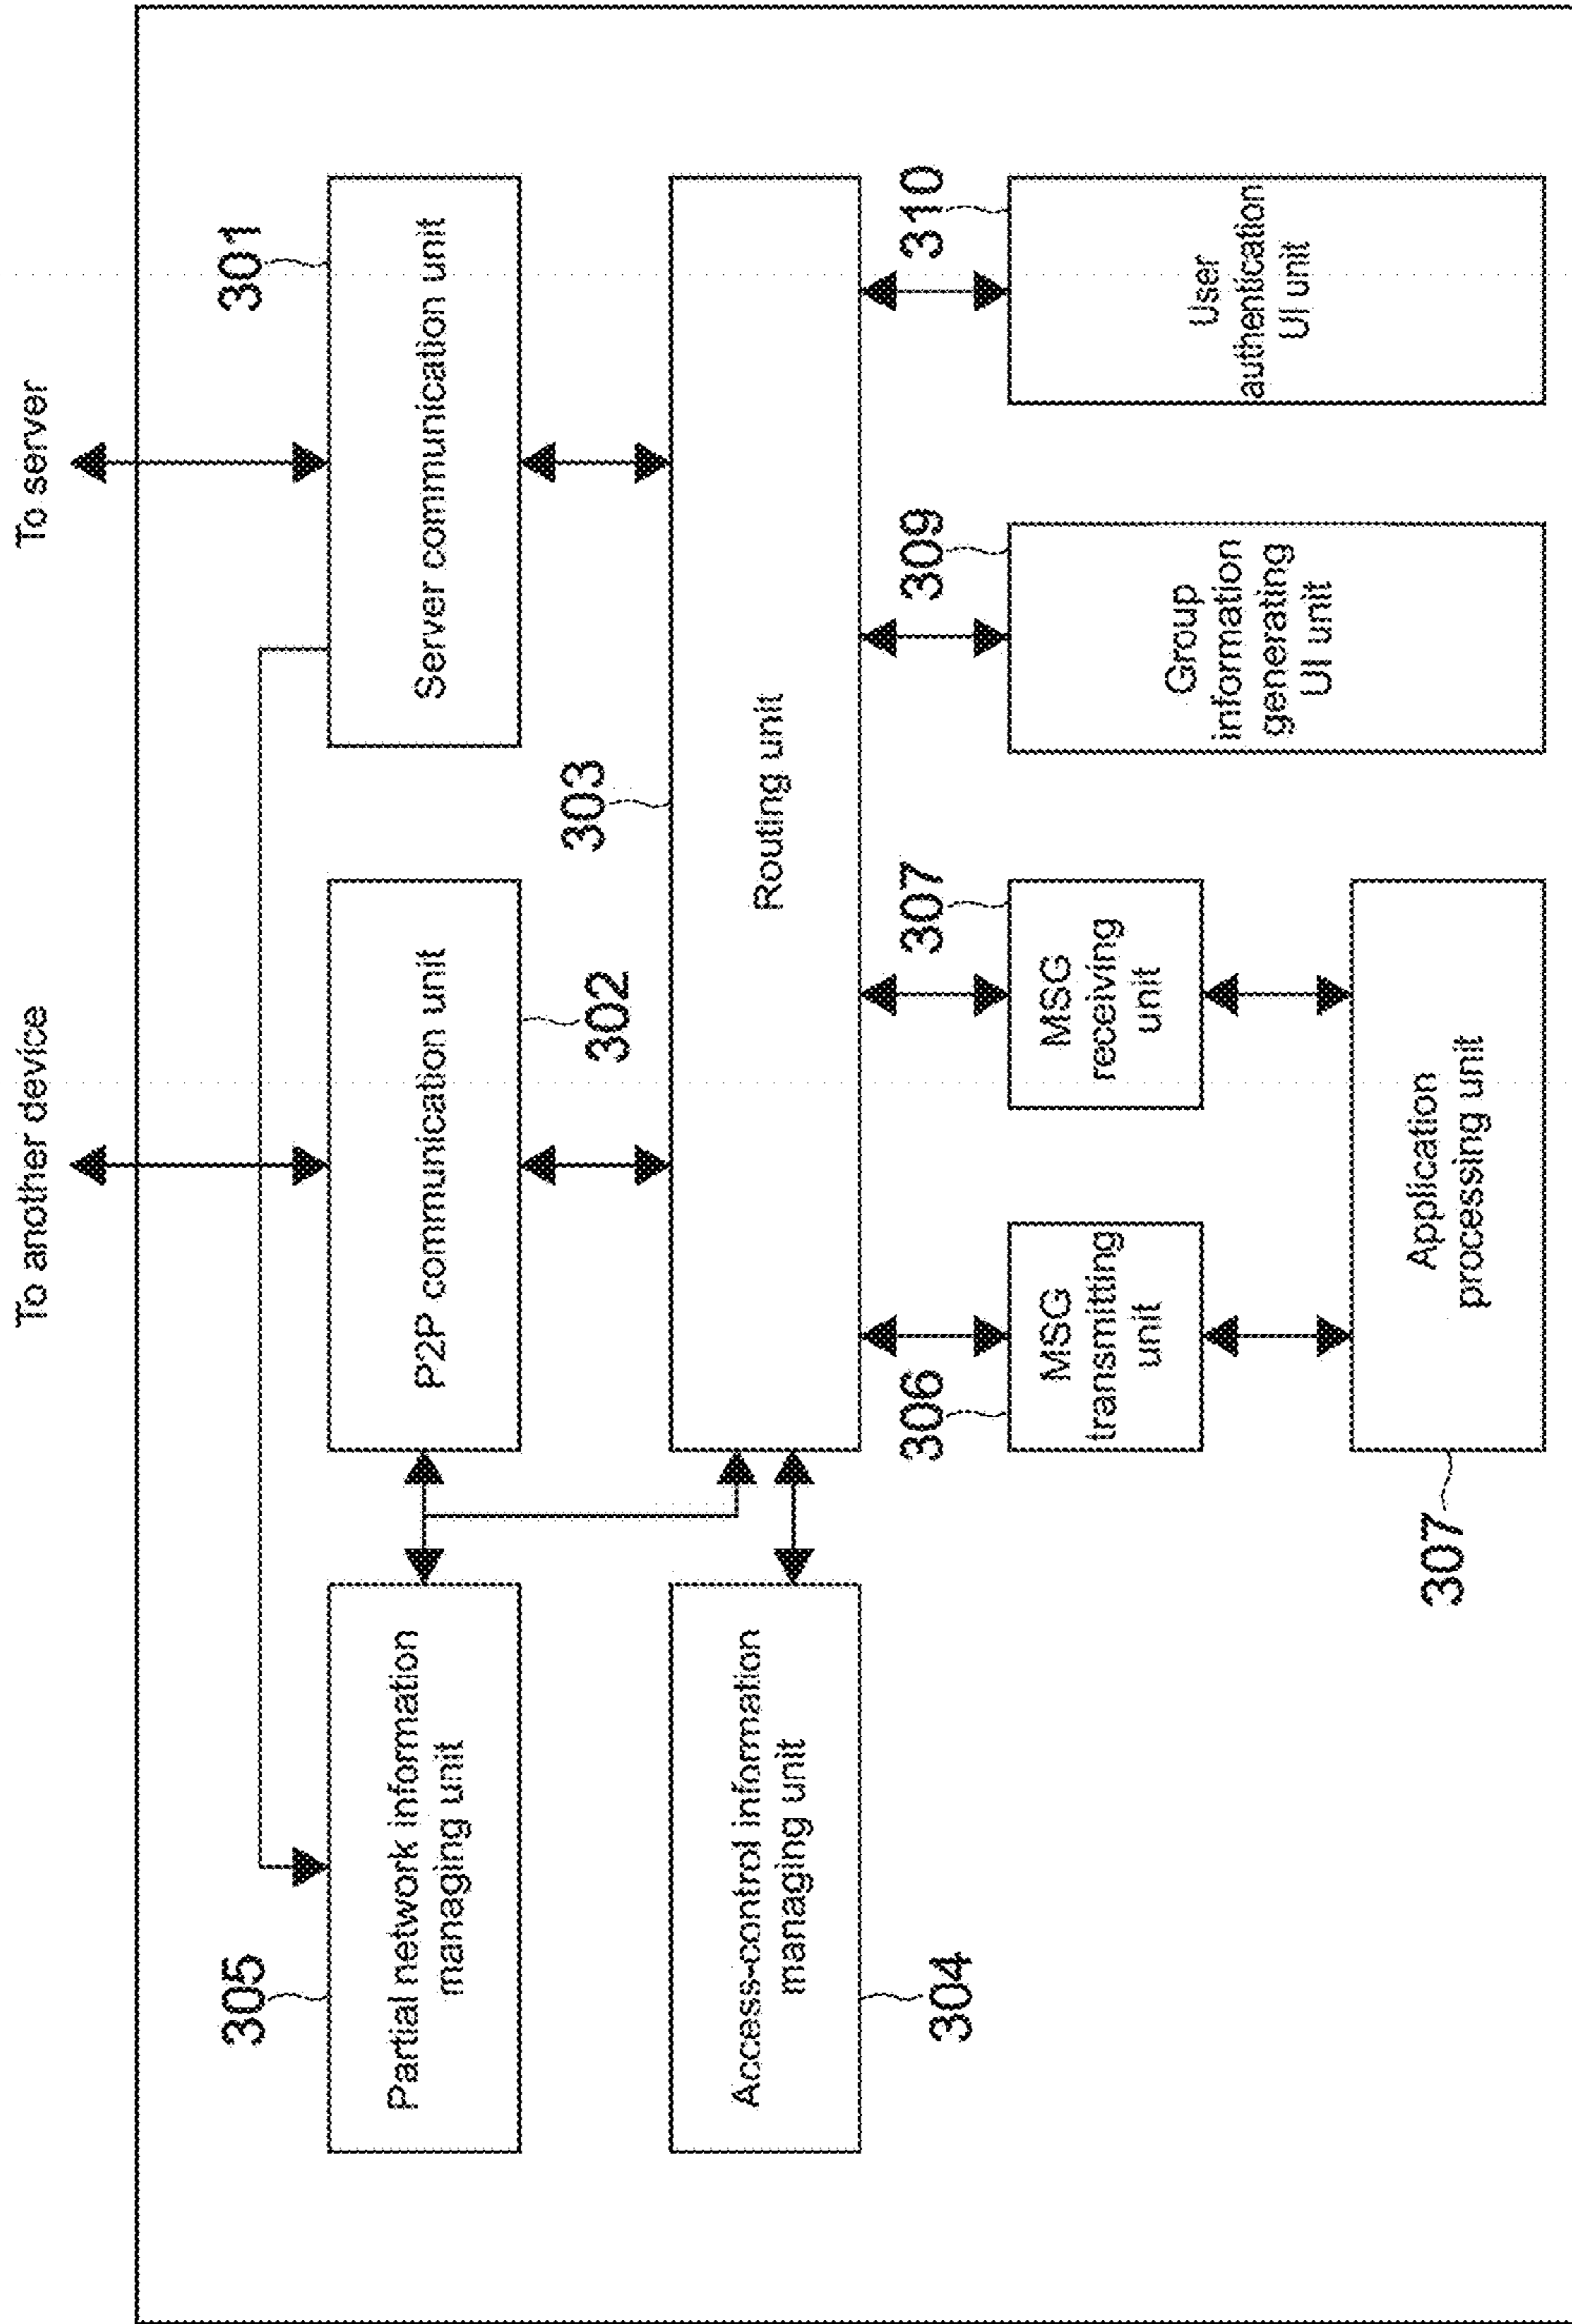 To another device
To server
301
305
Partial network information
managing unit
P2P communication unit
Server communication unit
302
303
Access-control information
managing unit
Routing unit
304
306
307
309
310
MSG
transmitting
unit
MSG
receiving
unit
Group
information
generating
UI unit
User
authentication
UI unit
Application
processing unit
307